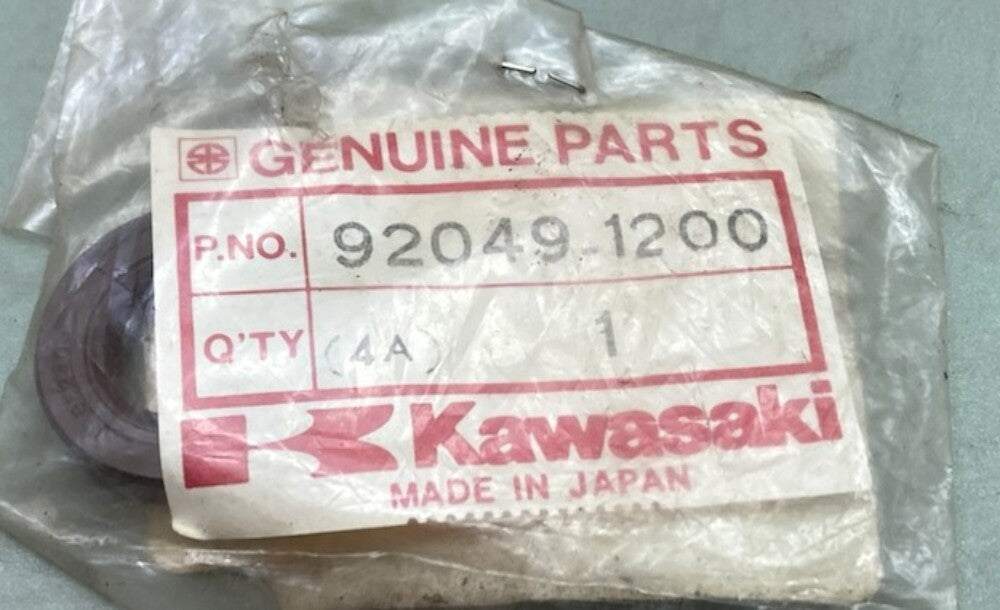 GENUINE PARTS
P.NO. 92049-1200
Q'TY (4A) 1
Kawasaki
MADE IN JAPAN